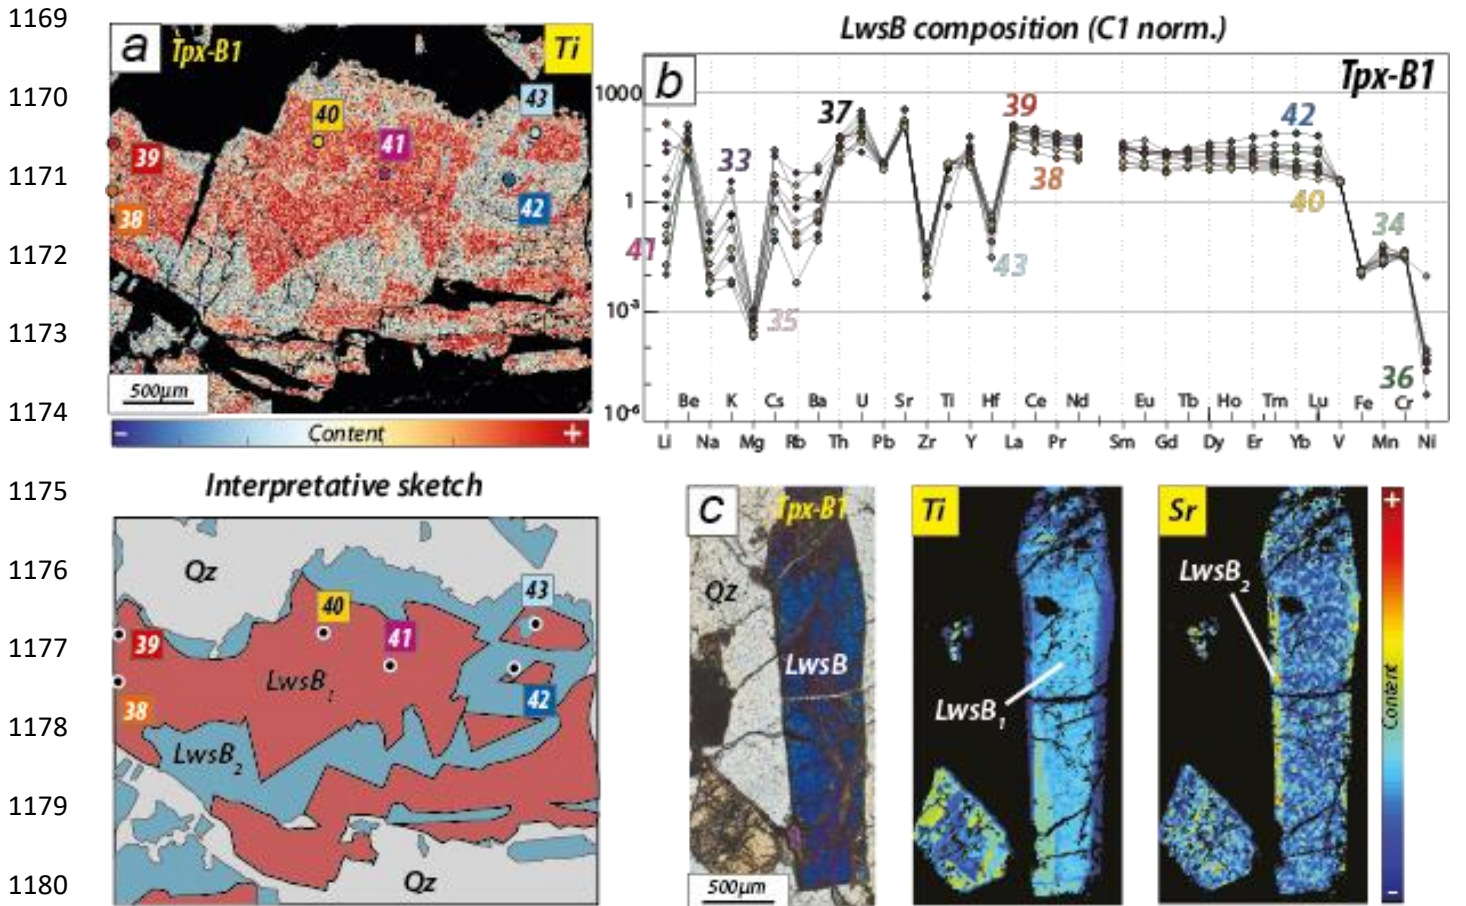 1169
1170
1171
1172
1173
1174
1175
1176
1177
1178
1179
1180
a Tpx-B1 Ti
40
43
39
41
38
42
500µm
- Content +
LwsB composition (C1 norm.)
b Tpx-B1
1000
1
10-3
10-6
37
39
42
33
38
40
41
43
34
35
36
Be K Cs Ba U Sr Ti Hf Ce Nd Eu Tb Ho Tm Lu Fe Cr
Li Na Mg Rb Th Pb Zr Y La Pr Sm Gd Dy Er Yb V Mn Ni
Interpretative sketch
Qz
40
43
39
41
LwsB1
38
42
LwsB2
Qz
c Tpx-B1
Qz
LwsB
500µm
Ti
LwsB1
Sr
LwsB2
+
Content
-